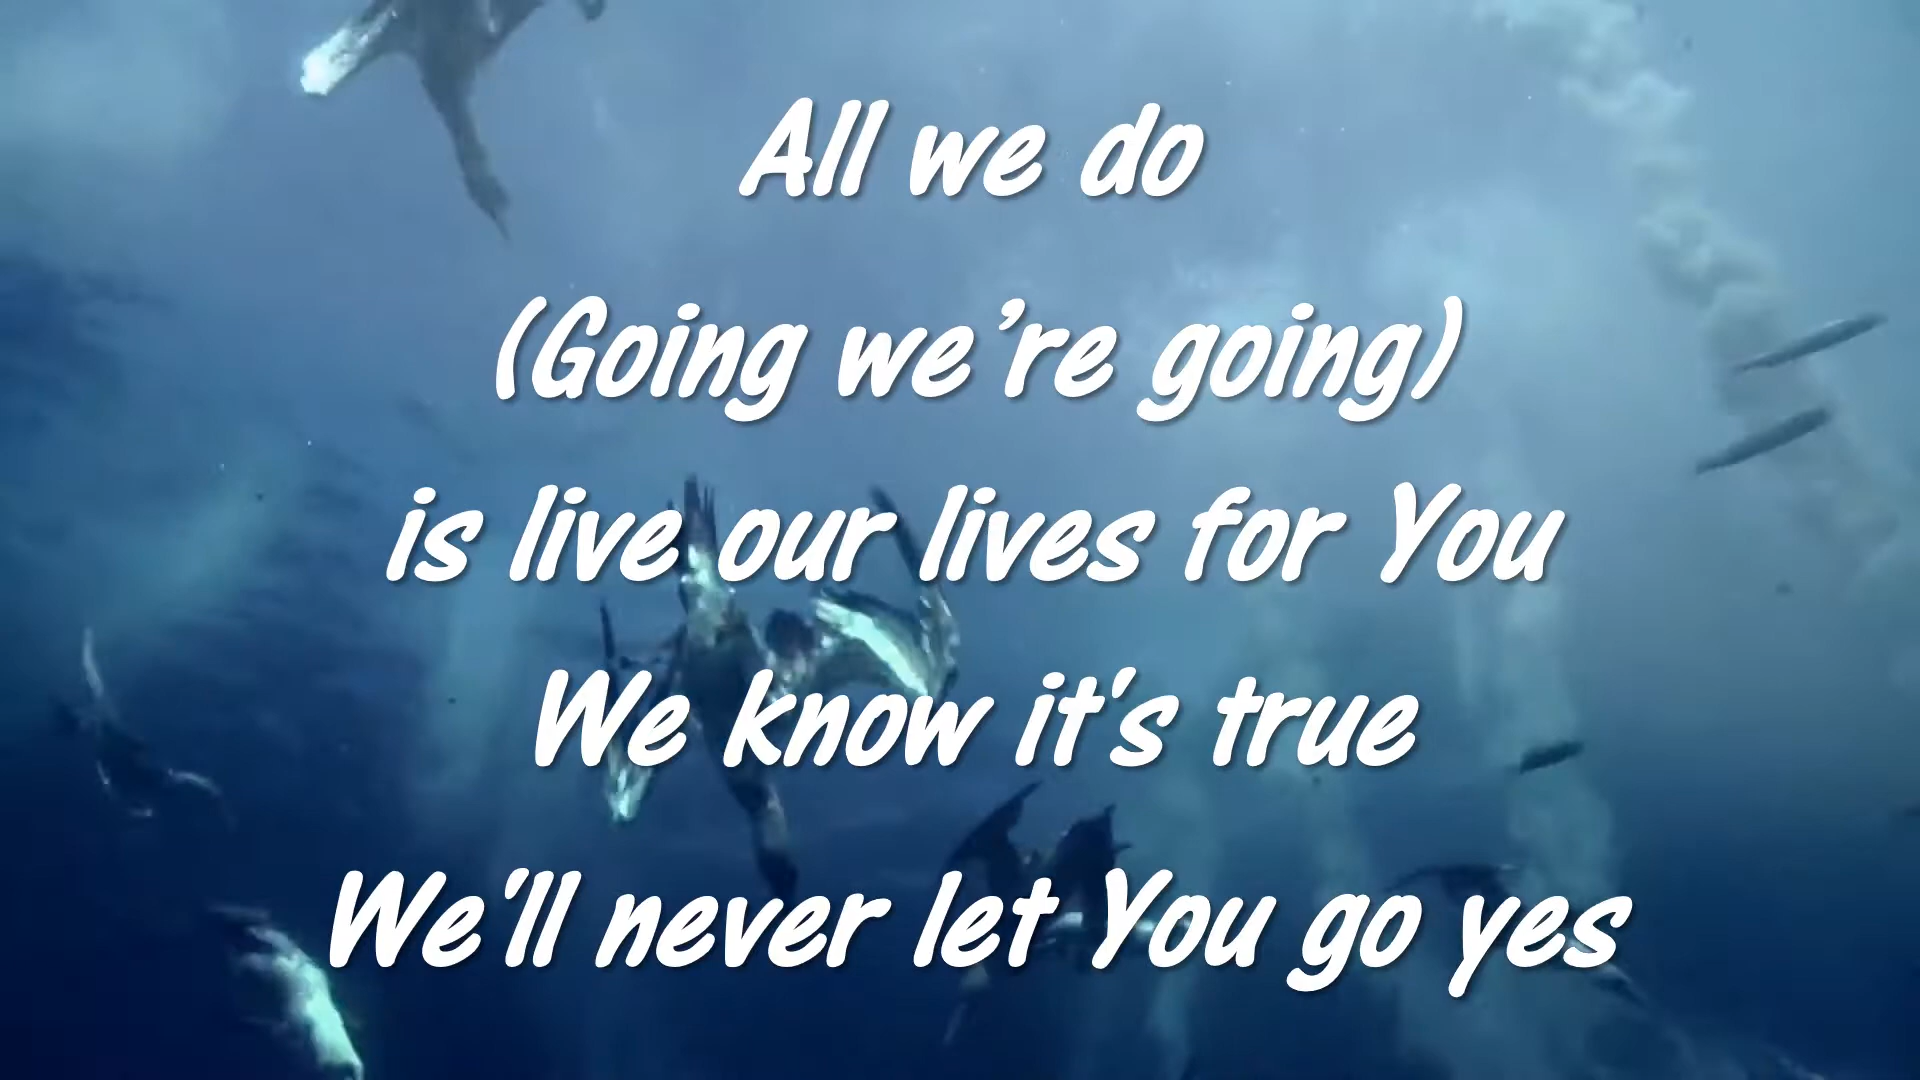 All we do
(Going we’re going)
is live our lives for You
We know it's true
We'll never let You go yes